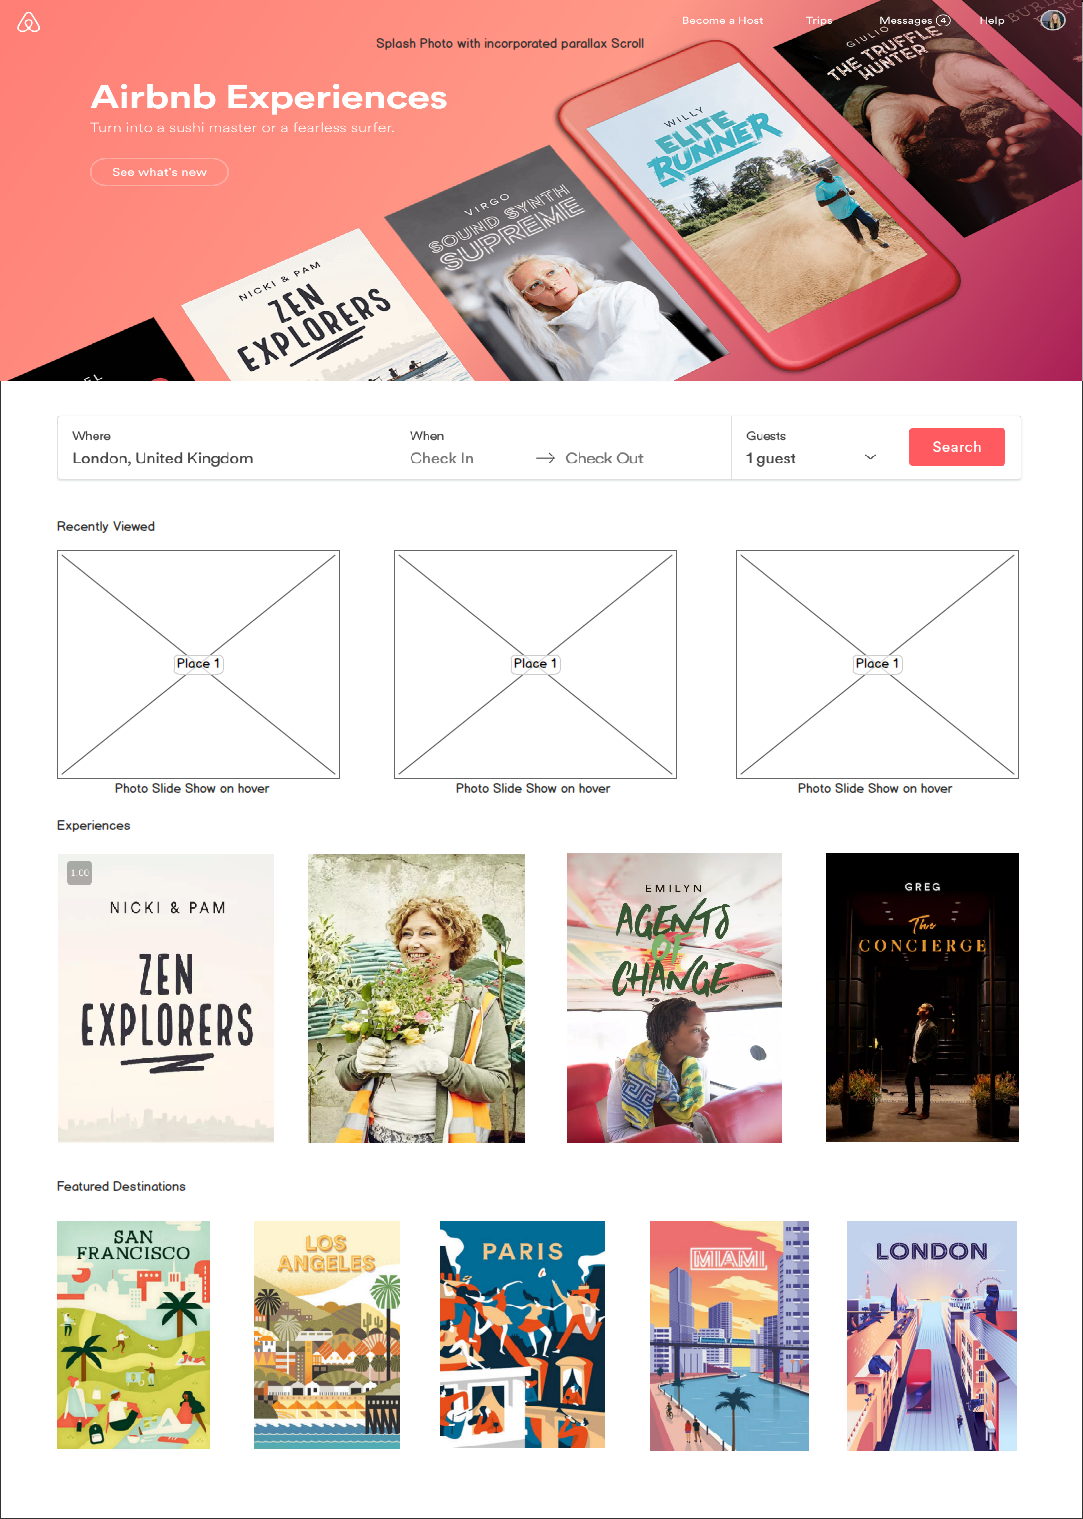 Become a Host
Trips
Messages 4
Help
Splash Photo with incorporated parallax Scroll
Airbnb Experiences
Turn into a sushi master or a fearless surfer.
See what's new
GIULIO
THE TRUFFLE
HUNTER
WILLY
ELITE
RUNNER
VIRGO
SOUND SYNTH
SUPREME
NICKI & PAM
ZEN
EXPLORERS
Where
London, United Kingdom
When
Check In → Check Out
Guests
1 guest
Search
Recently Viewed
Place 1
Place 1
Place 1
Photo Slide Show on hover
Photo Slide Show on hover
Photo Slide Show on hover
Experiences
1.00
NICKI & PAM
ZEN
EXPLORERS
EMILYN
AGENTS
OF
CHANGE
GREG
The
CONCIERGE
Featured Destinations
SAN
FRANCISCO
LOS
ANGELES
PARIS
MIAMI
LONDON